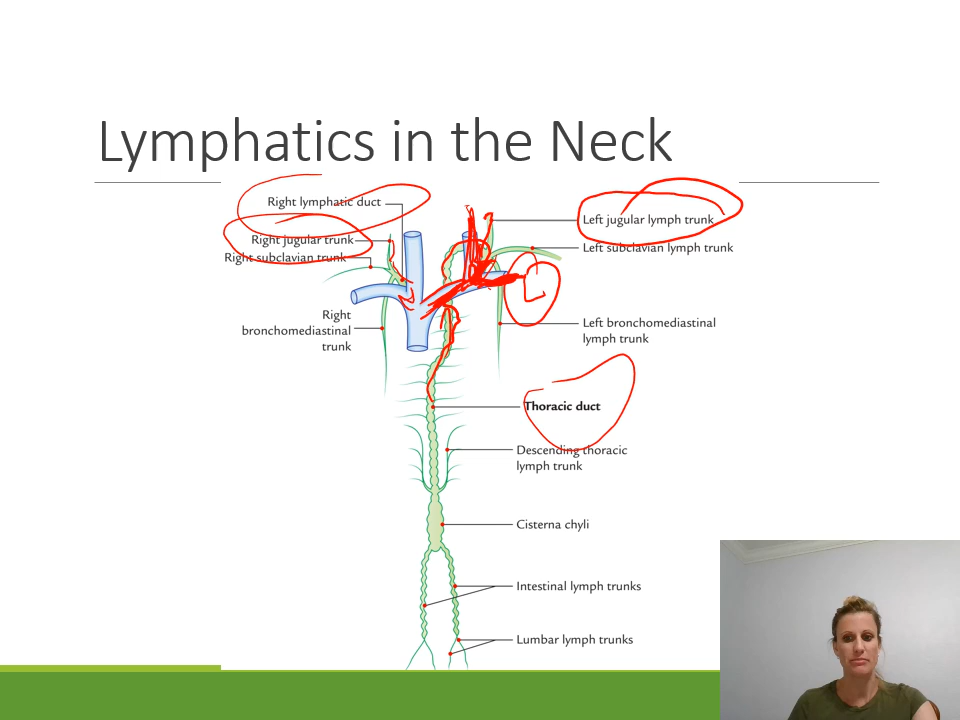 Lymphatics in the Neck
Right lymphatic duct
Right jugular trunk
Right subclavian trunk
Right
bronchomediastinal
trunk
Left jugular lymph trunk
Left subclavian lymph trunk
Left bronchomediastinal
lymph trunk
Thoracic duct
Descending thoracic
lymph trunk
Cisterna chyli
Intestinal lymph trunks
Lumbar lymph trunks